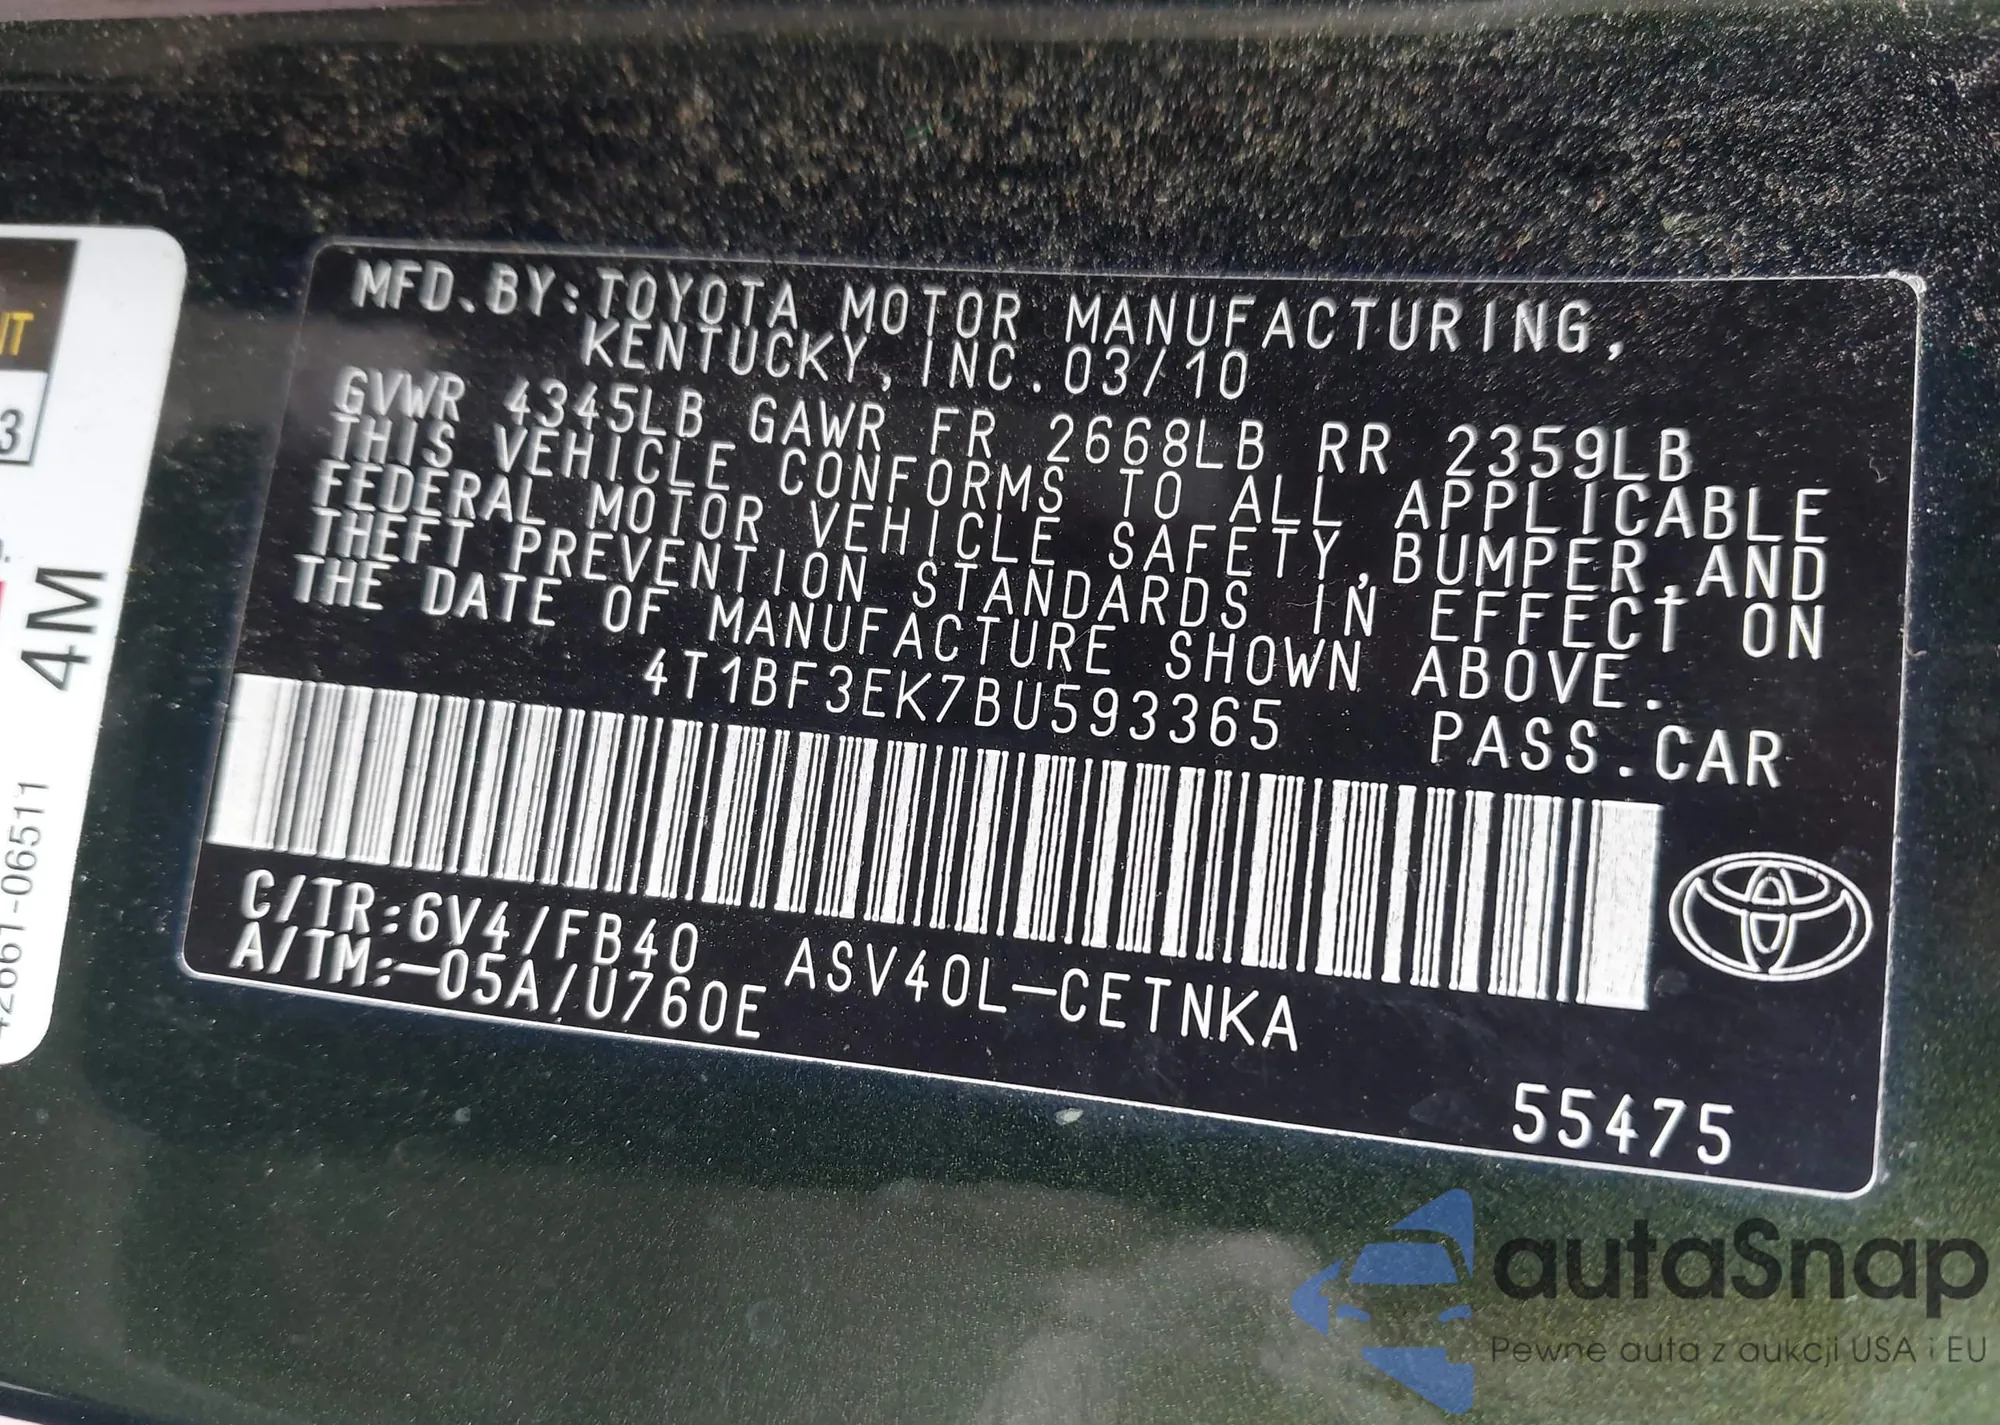 MFD.BY:TOYOTA MOTOR MANUFACTURING,
KENTUCKY, INC. 03/10
GVWR 4345LB GAWR FR 2668LB RR 2359LB
THIS VEHICLE CONFORMS TO ALL APPLICABLE
FEDERAL MOTOR VEHICLE SAFETY, BUMPER, AND
THEFT PREVENTION STANDARDS IN EFFECT ON
THE DATE OF MANUFACTURE SHOWN ABOVE.
4T1BF3EK7BU593365 PASS.CAR
C/TR:6V4/FB40 ASV40L-CETNKA
A/TM:-05A/U760E
55475
3
4M
42661-06511
autaSnap
Pewne auta z aukcji USA i EU